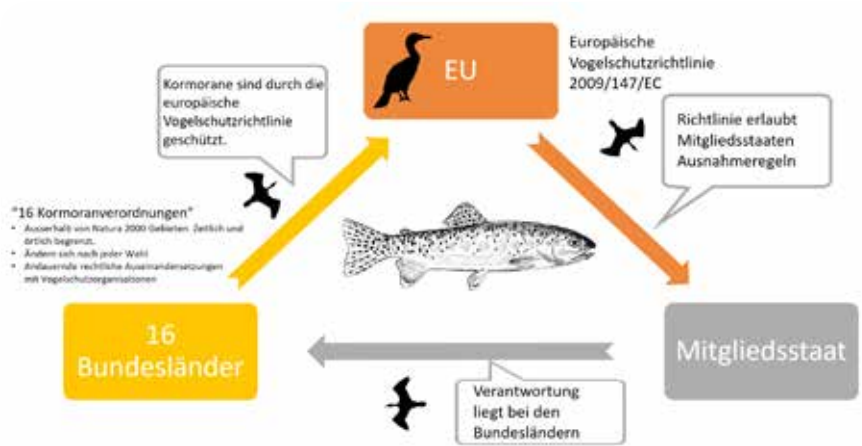 EU
Europäische
Vogelschutzrichtlinie
2009/147/EC
Kormorane sind durch die
europäische
Vogelschutzrichtlinie
geschützt.
Richtlinie erlaubt
Mitgliedsstaaten
Ausnahmeregeln
"16 Kormoranverordnungen"
• Ausserhalb von Natura 2000 Gebieten. Zeitlich und
örtlich begrenzt.
• Ändern sich nach jeder Wahl
• Andauernde rechtliche Auseinandersetzungen
mit Vogelschutzorganisationen
16
Bundesländer
Mitgliedsstaat
Verantwortung
liegt bei den
Bundesländern